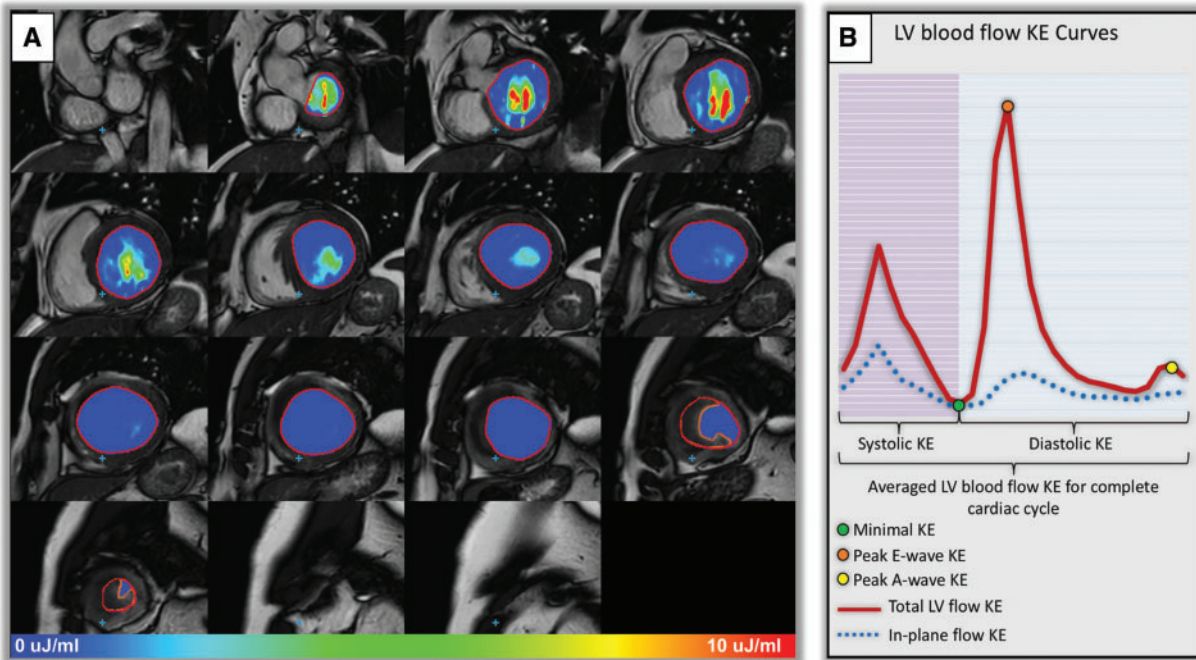 A
0 uJ/ml
10 uJ/ml
B
LV blood flow KE Curves
Systolic KE
Diastolic KE
Averaged LV blood flow KE for complete
cardiac cycle
Minimal KE
Peak E-wave KE
Peak A-wave KE
Total LV flow KE
In-plane flow KE